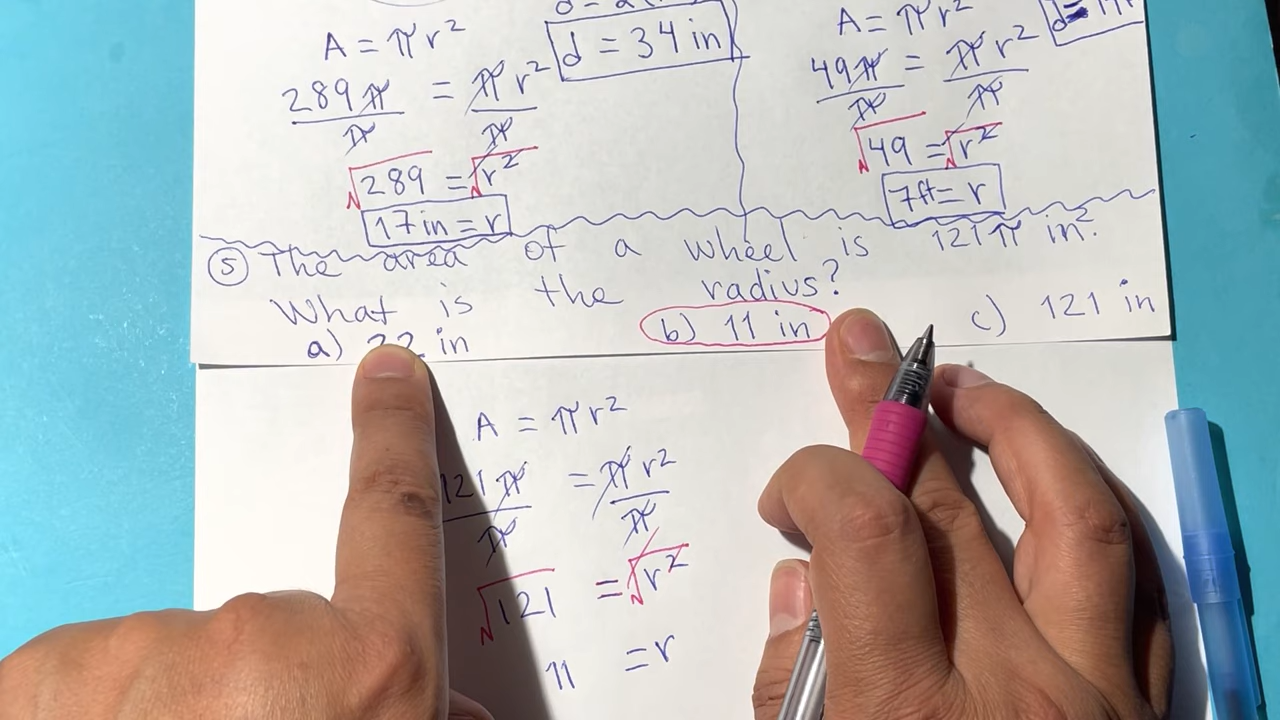 A = πr²
d = 34 in
289π = πr²
π π
√289 = √r²
17 in = r
A = πr²
49π = πr²
π π
√49 = √r²
7ft = r
⑤ The area of a wheel is 121π in².
What is the radius?
a) 22 in b) 11 in c) 121 in
A = πr²
121π = πr²
π π
√121 = √r²
11 = r